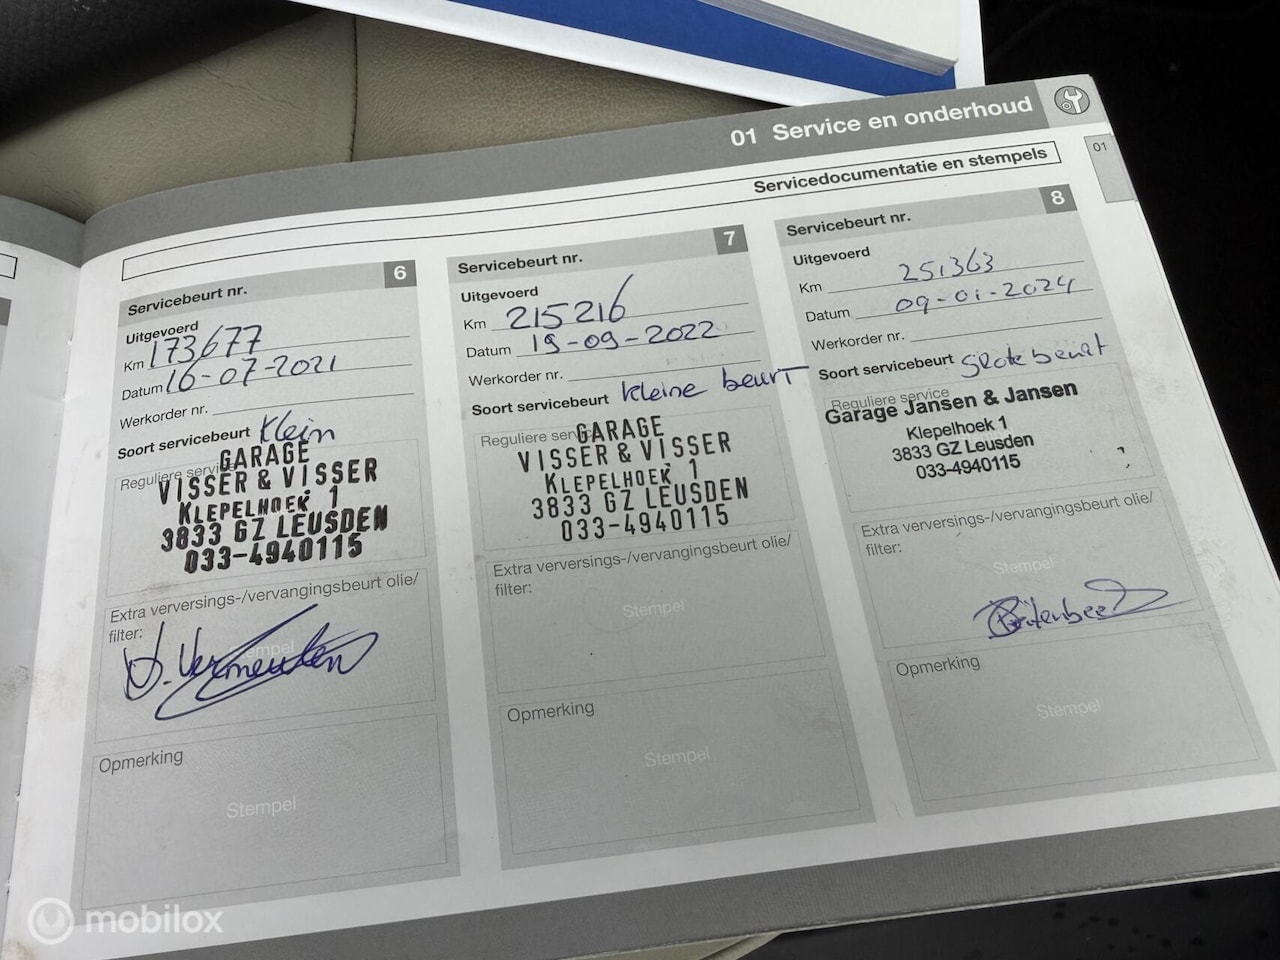 01 Service en onderhoud
Servicedocumentatie en stempels
01
Servicebeurt nr. 6
Uitgevoerd
Km 173677
Datum 16-07-2021
Werkorder nr.
Soort servicebeurt Klein
Reguliere service
GARAGE
VISSER & VISSER
KLEPELHOEK 1
3833 GZ LEUSDEN
033-4940115
Extra verversings-/vervangingsbeurt olie/
filter:
Stempel
Opmerking
Stempel
Servicebeurt nr. 7
Uitgevoerd
Km 215216
Datum 19-09-2022
Werkorder nr.
Soort servicebeurt kleine beurt
Reguliere service
GARAGE
VISSER & VISSER
KLEPELHOEK 1
3833 GZ LEUSDEN
033-4940115
Extra verversings-/vervangingsbeurt olie/
filter:
Stempel
Opmerking
Stempel
Servicebeurt nr. 8
Uitgevoerd
Km 251363
Datum 09-01-2024
Werkorder nr.
Soort servicebeurt Grote beurt
Reguliere service
Garage Jansen & Jansen
Klepelhoek 1
3833 GZ Leusden
033-4940115
Extra verversings-/vervangingsbeurt olie/
filter:
Stempel
Opmerking
Stempel
mobilox